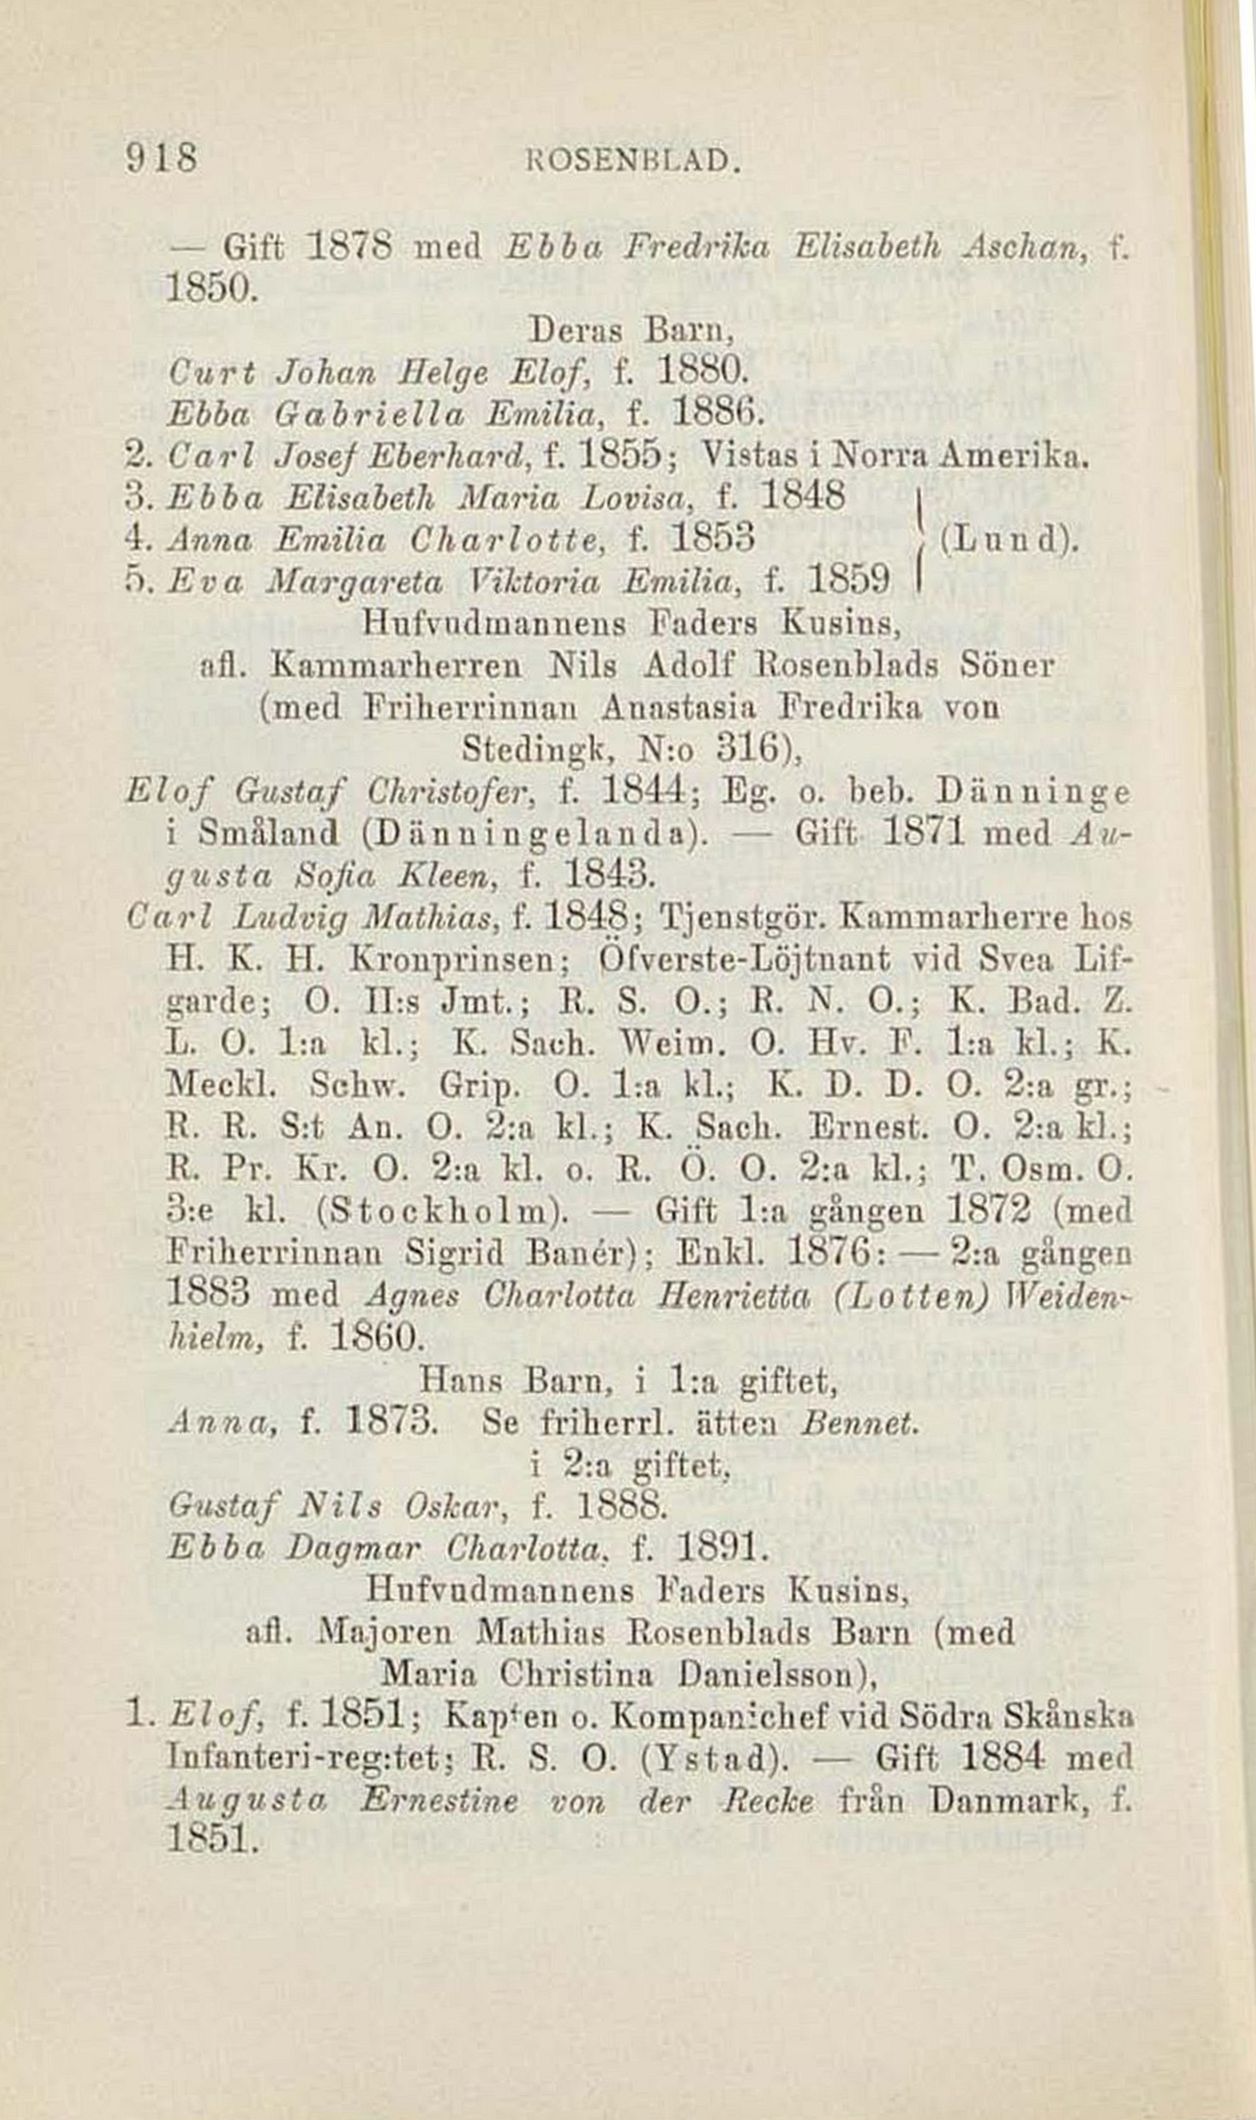 918 ROSENBLAD.
— Gift 1878 med Ebba Fredrika Elisabeth Aschan, f.
1850.
Deras Barn,
Curt Johan Helge Elof, f. 1880.
Ebba Gabriella Emilia, f. 1886.
2. Carl Josef Eberhard, f. 1855; Vistas i Norra Amerika.
3. Ebba Elisabeth Maria Lovisa, f. 1848
4. Anna Emilia Charlotte, f. 1853 (Lund).
5. Eva Margareta Viktoria Emilia, f. 1859
Hufvudmannens Faders Kusins,
afl. Kammarherren Nils Adolf Rosenblads Söner
(med Friherrinnan Anastasia Fredrika von
Stedingk, N:o 316),
Elof Gustaf Christofer, f. 1844; Eg. o. beb. Dänninge
i Småland (Dänningelanda). — Gift 1871 med Au-
gusta Sofia Kleen, f. 1843.
Carl Ludvig Mathias, f. 1848; Tjenstgör. Kammarherre hos
H. K. H. Kronprinsen; Öfverste-Löjtnant vid Svea Lif-
garde; O. II:s Jmt.; R. S. O.; R. N. O.; K. Bad. Z.
L. O. 1:a kl.; K. Sach. Weim. O. Hv. F. 1:a kl.; K.
Meckl. Schw. Grip. O. 1:a kl.; K. D. D. O. 2:a gr.;
R. R. S:t An. O. 2:a kl.; K. Sach. Ernest. O. 2:a kl.;
R. Pr. Kr. O. 2:a kl. o. R. Ö. O. 2:a kl.; T. Osm. O.
3:e kl. (Stockholm). — Gift 1:a gången 1872 (med
Friherrinnan Sigrid Banér); Enkl. 1876: — 2:a gången
1883 med Agnes Charlotta Henrietta (Lotten) Weiden-
hielm, f. 1860.
Hans Barn, i 1:a giftet,
Anna, f. 1873. Se friherrl. ätten Bennet.
i 2:a giftet,
Gustaf Nils Oskar, f. 1888.
Ebba Dagmar Charlotta, f. 1891.
Hufvudmannens Faders Kusins,
afl. Majoren Mathias Rosenblads Barn (med
Maria Christina Danielsson),
1. Elof, f. 1851; Kapten o. Kompanichef vid Södra Skånska
Infanteri-reg:tet; R. S. O. (Ystad). — Gift 1884 med
Augusta Ernestine von der Recke från Danmark, f.
1851.